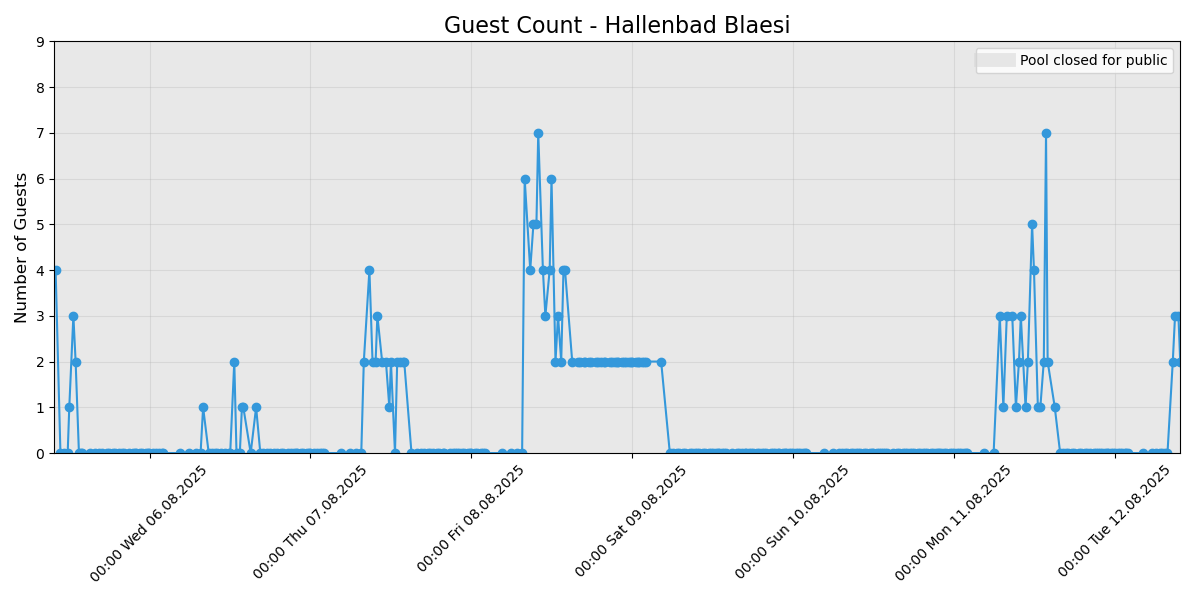 Guest Count - Hallenbad Blaesi
Pool closed for public
Number of Guests
9
8
7
6
5
4
3
2
1
0
00:00 Wed 06.08.2025
00:00 Thu 07.08.2025
00:00 Fri 08.08.2025
00:00 Sat 09.08.2025
00:00 Sun 10.08.2025
00:00 Mon 11.08.2025
00:00 Tue 12.08.2025